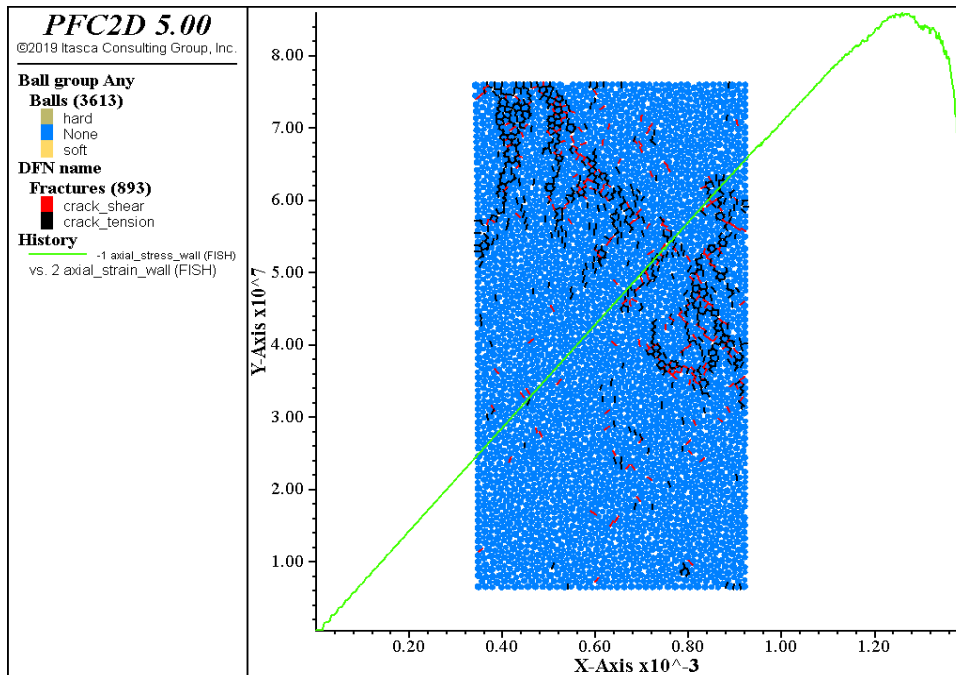 PFC2D 5.00
©2019 Itasca Consulting Group, Inc.
Ball group Any
Balls (3613)
hard
None
soft
DFN name
Fractures (893)
crack_shear
crack_tension
History
-1 axial_stress_wall (FISH)
vs. 2 axial_strain_wall (FISH)
Y-Axis x10^7
8.00
7.00
6.00
5.00
4.00
3.00
2.00
1.00
0.20
0.40
0.60
0.80
1.00
1.20
X-Axis x10^-3